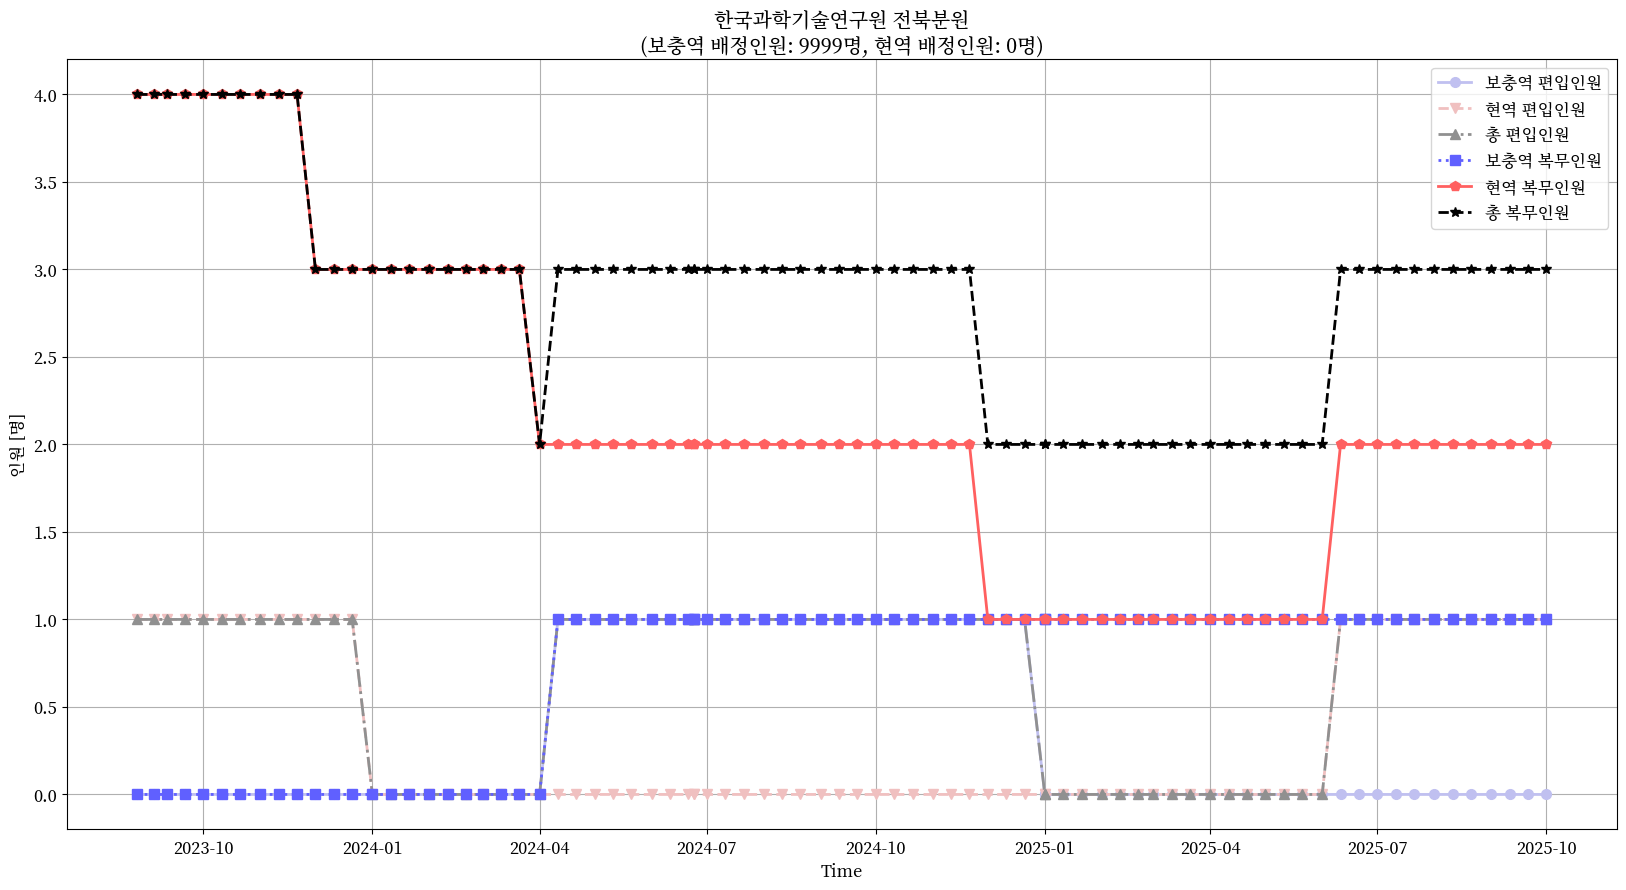 한국과학기술연구원 전북분원
(보충역 배정인원: 9999명, 현역 배정인원: 0명)
보충역 편입인원
현역 편입인원
총 편입인원
보충역 복무인원
현역 복무인원
총 복무인원
4.0
3.5
3.0
2.5
2.0
1.5
1.0
0.5
0.0
인원 [명]
2023-10
2024-01
2024-04
2024-07
2024-10
2025-01
2025-04
2025-07
2025-10
Time